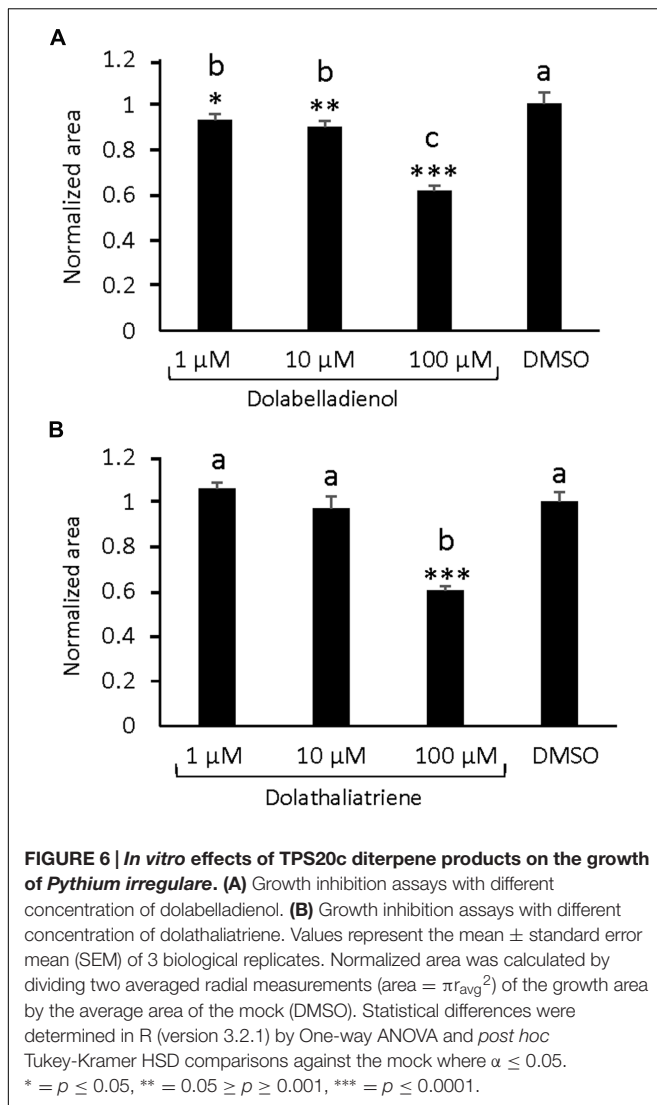 A
1.2
1
0.8
0.6
0.4
0.2
0
Normalized area
b
*
b
**
c
***
a
1 µM 10 µM 100 µM DMSO
Dolabelladienol
B
1.2
1
0.8
0.6
0.4
0.2
0
Normalized area
a
a
b
***
a
1 µM 10 µM 100 µM DMSO
Dolathaliatriene
FIGURE 6 | In vitro effects of TPS20c diterpene products on the growth
of Pythium irregulare. (A) Growth inhibition assays with different
concentration of dolabelladienol. (B) Growth inhibition assays with different
concentration of dolathaliatriene. Values represent the mean ± standard error
mean (SEM) of 3 biological replicates. Normalized area was calculated by
dividing two averaged radial measurements (area = πr_avg²) of the growth area
by the average area of the mock (DMSO). Statistical differences were
determined in R (version 3.2.1) by One-way ANOVA and post hoc
Tukey-Kramer HSD comparisons against the mock where α ≤ 0.05.
* = p ≤ 0.05, ** = 0.05 ≥ p ≥ 0.001, *** = p ≤ 0.0001.